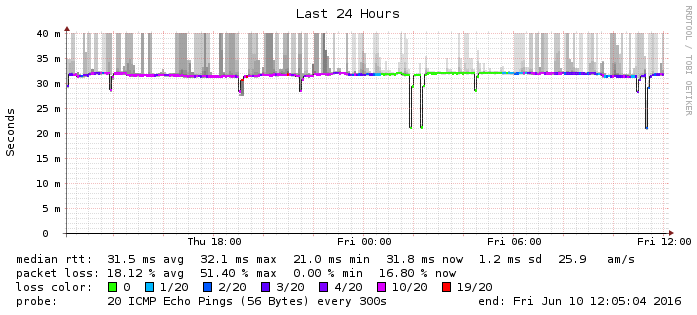 Last 24 Hours
RRDTOOL / TOBI OETIKER
Seconds
40 m
35 m
30 m
25 m
20 m
15 m
10 m
5 m
0
Thu 18:00 Fri 00:00 Fri 06:00 Fri 12:00
median rtt: 31.5 ms avg 32.1 ms max 21.0 ms min 31.8 ms now 1.2 ms sd 25.9 am/s
packet loss: 18.12 % avg 51.40 % max 0.00 % min 16.80 % now
loss color: 0 1/20 2/20 3/20 4/20 10/20 19/20
probe: 20 ICMP Echo Pings (56 Bytes) every 300s end: Fri Jun 10 12:05:04 2016